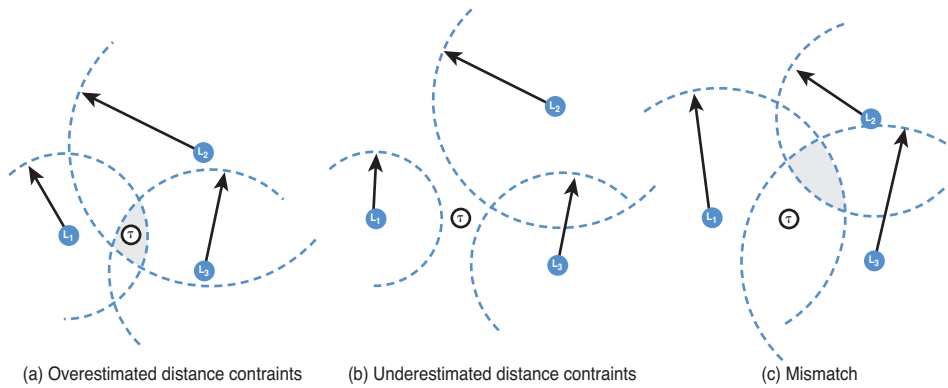 L2
L1
τ
L3
(a) Overestimated distance contraints
L2
L1
τ
L3
(b) Underestimated distance contraints
L2
L1
τ
L3
(c) Mismatch